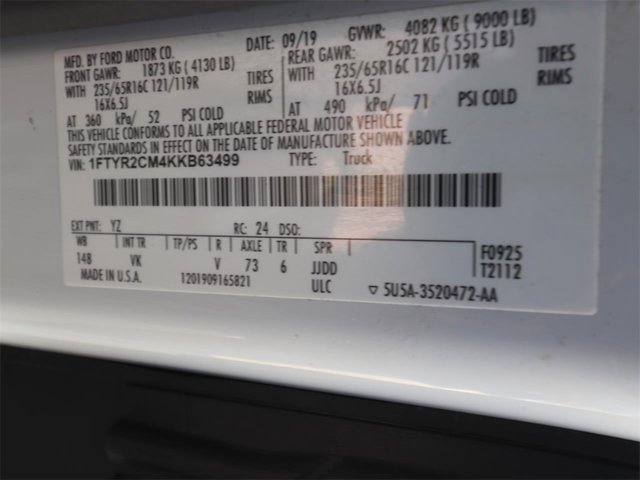 MFD. BY FORD MOTOR CO. DATE: 09/19 GVWR: 4082 KG ( 9000 LB)
FRONT GAWR: 1873 KG ( 4130 LB) REAR GAWR: 2502 KG ( 5515 LB)
WITH 235/65R16C 121/119R TIRES WITH 235/65R16C 121/119R TIRES
16X6.5J RIMS 16X6.5J RIMS
AT 360 kPa/ 52 PSI COLD AT 490 kPa/ 71 PSI COLD
THIS VEHICLE CONFORMS TO ALL APPLICABLE FEDERAL MOTOR VEHICLE
SAFETY STANDARDS IN EFFECT ON THE DATE OF MANUFACTURE SHOWN ABOVE.
VIN: 1FTYR2CM4KKB63499 TYPE: Truck
EXT PNT: YZ RC: 24 DSO:
WB INT TR TP/PS R AXLE TR SPR F0925
148 VK V 73 6 JJDD T2112
MADE IN U.S.A. 1201909165821 ULC ▽ 5U5A-3520472-AA